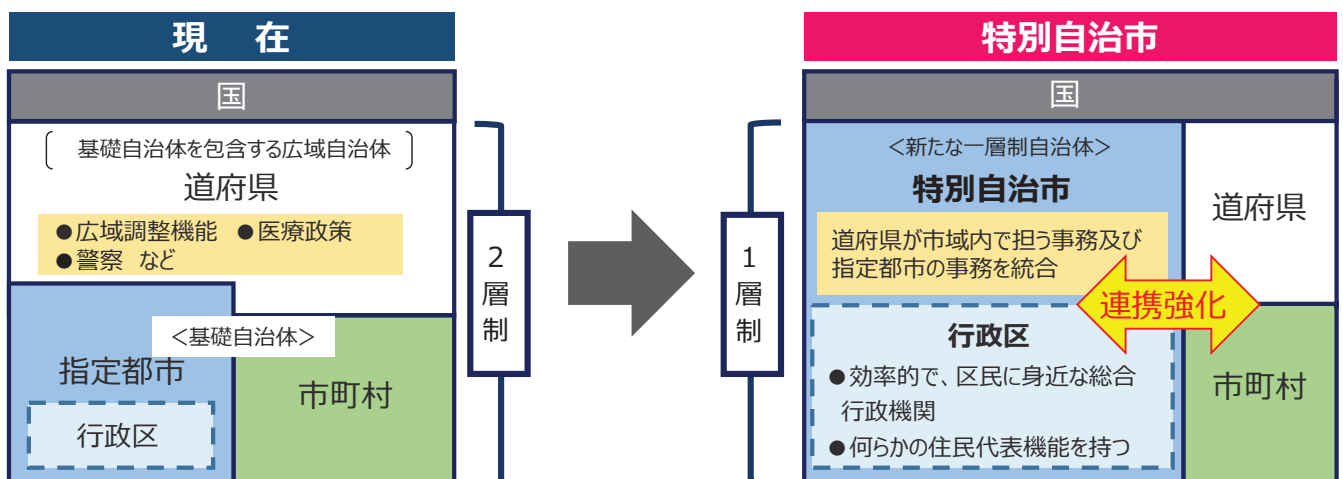 現 在
国
基礎自治体を包含する広域自治体
道府県
●広域調整機能 ●医療政策
●警察 など
<基礎自治体>
指定都市
行政区
市町村
2層制
特別自治市
国
<新たな一層制自治体>
特別自治市
道府県が市域内で担う事務及び
指定都市の事務を統合
道府県
連携強化
行政区
●効率的で、区民に身近な総合
行政機関
●何らかの住民代表機能を持つ
市町村
1層制